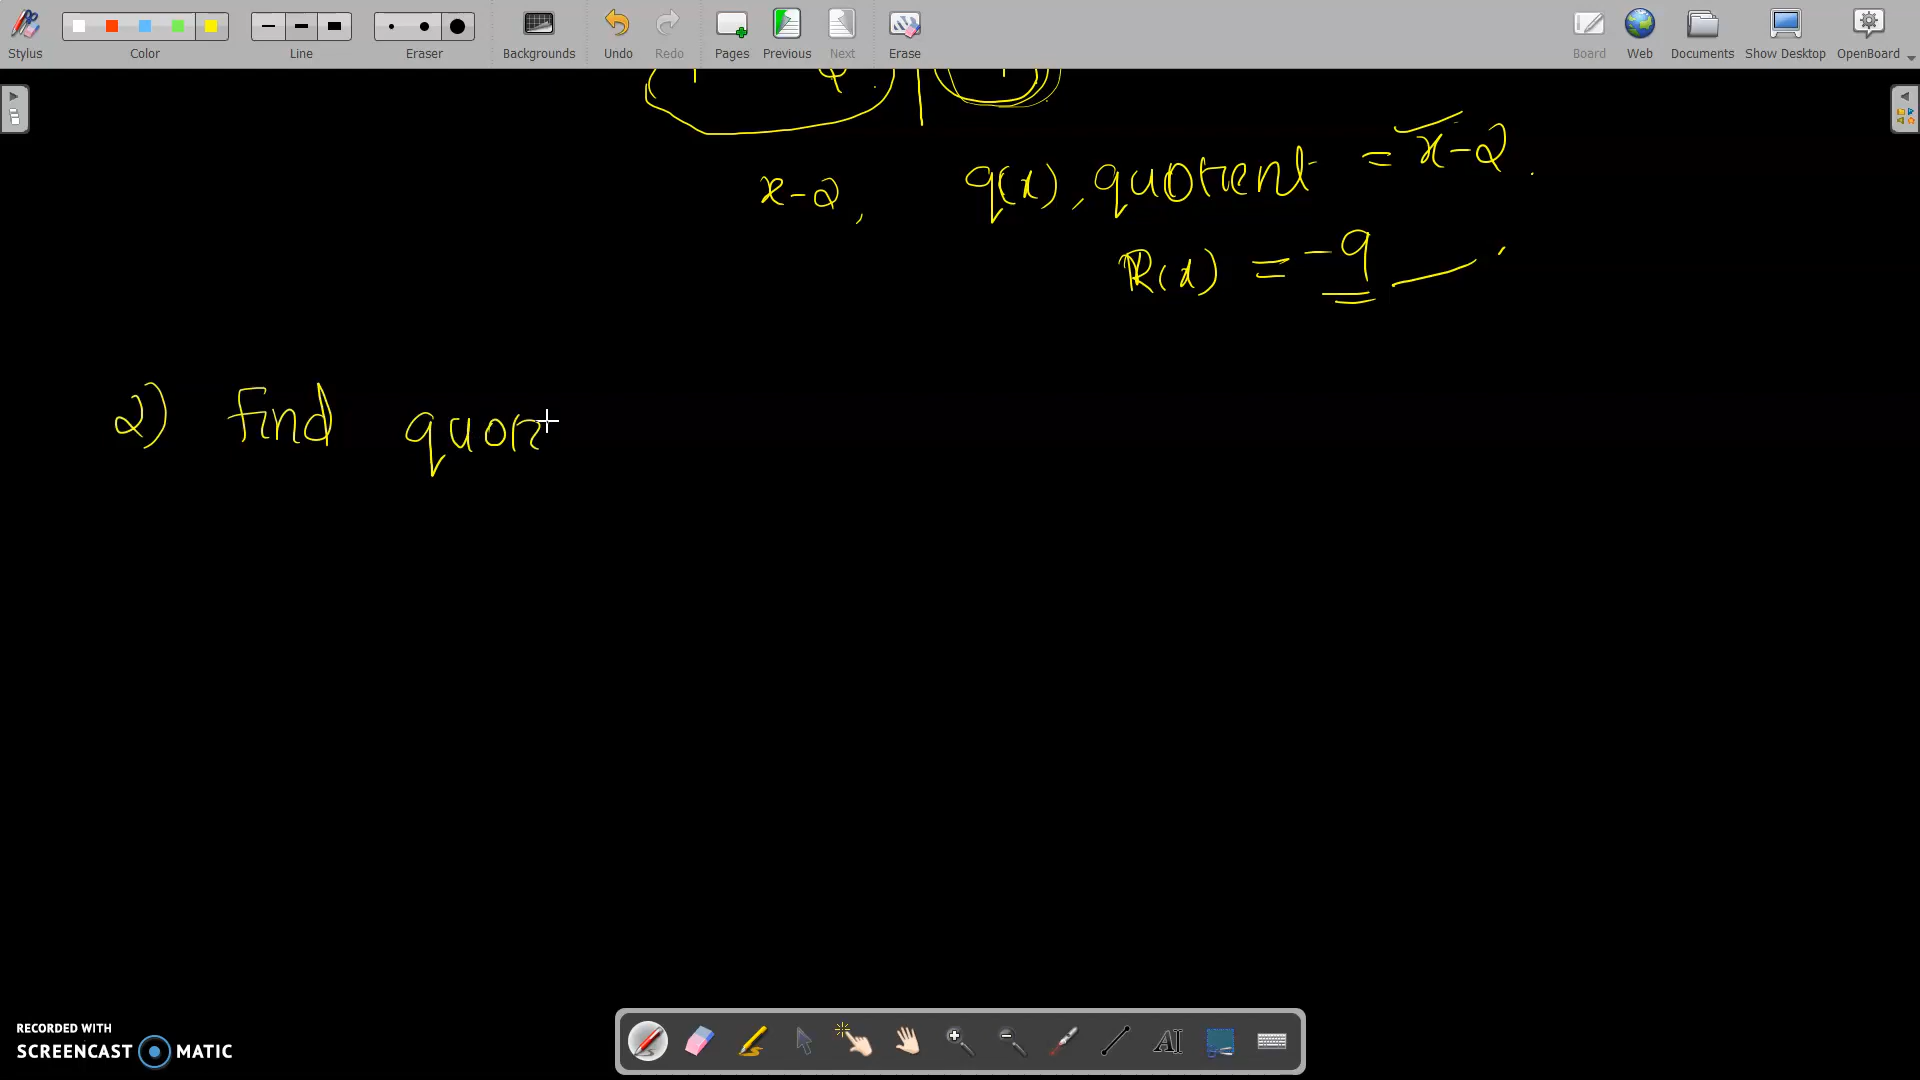 Stylus Color Line Eraser Backgrounds Undo Redo Pages Previous Next Erase Board Web Documents Show Desktop OpenBoard
x-2, q(x), quotient = x-2.
R(x) = -9
2) Find quoti
RECORDED WITH
SCREENCAST MATIC